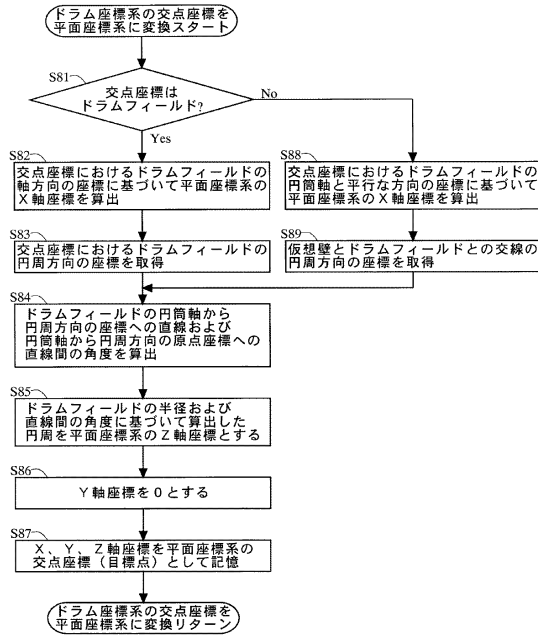 ドラム座標系の交点座標を
平面座標系に変換スタート
S81
交点座標は
ドラムフィールド?
No
Yes
S82
交点座標におけるドラムフィールドの
軸方向の座標に基づいて平面座標系の
X軸座標を算出
S88
交点座標におけるドラムフィールドの
円筒軸と平行な方向の座標に基づいて
平面座標系のX軸座標を算出
S83
交点座標におけるドラムフィールドの
円周方向の座標を取得
S89
仮想壁とドラムフィールドとの交線の
円周方向の座標を取得
S84
ドラムフィールドの円筒軸から
円周方向の座標への直線および
円筒軸から円周方向の原点座標への
直線間の角度を算出
S85
ドラムフィールドの半径および
直線間の角度に基づいて算出した
円周を平面座標系のZ軸座標とする
S86
Y軸座標を0とする
S87
X、Y、Z軸座標を平面座標系の
交点座標(目標点)として記憶
ドラム座標系の交点座標を
平面座標系に変換リターン